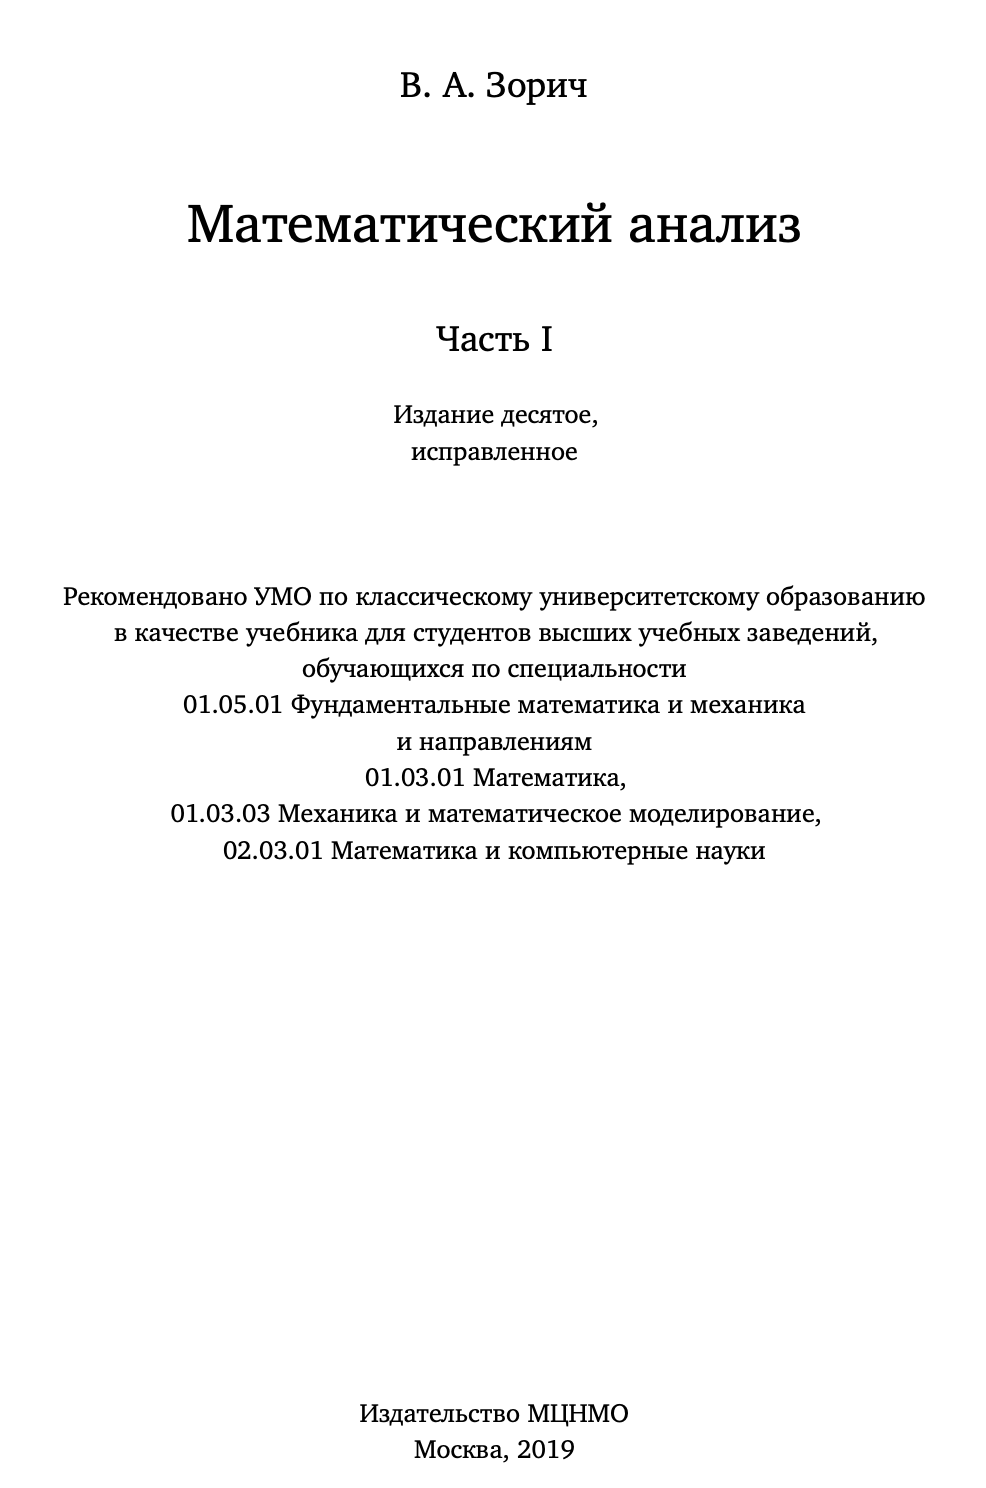 В. А. Зорич
Математический анализ
Часть I
Издание десятое,
исправленное
Рекомендовано УМО по классическому университетскому образованию
в качестве учебника для студентов высших учебных заведений,
обучающихся по специальности
01.05.01 Фундаментальные математика и механика
и направлениям
01.03.01 Математика,
01.03.03 Механика и математическое моделирование,
02.03.01 Математика и компьютерные науки
Издательство МЦНМО
Москва, 2019